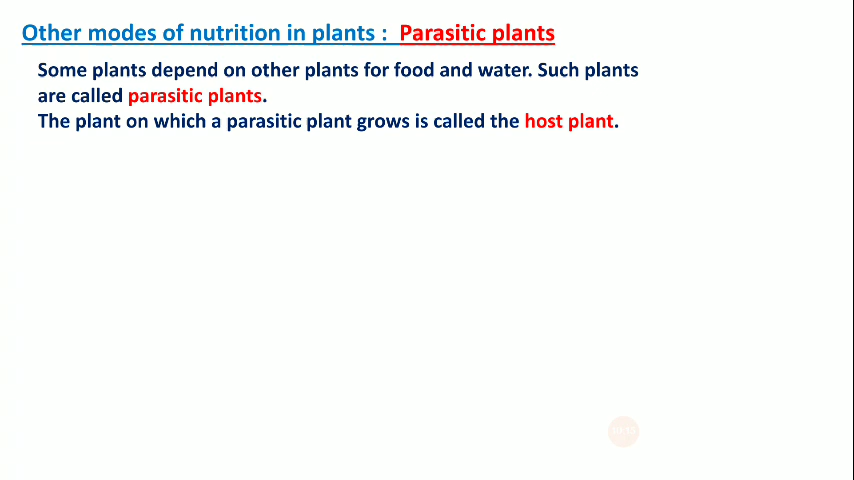 Other modes of nutrition in plants : Parasitic plants
Some plants depend on other plants for food and water. Such plants
are called parasitic plants.
The plant on which a parasitic plant grows is called the host plant.